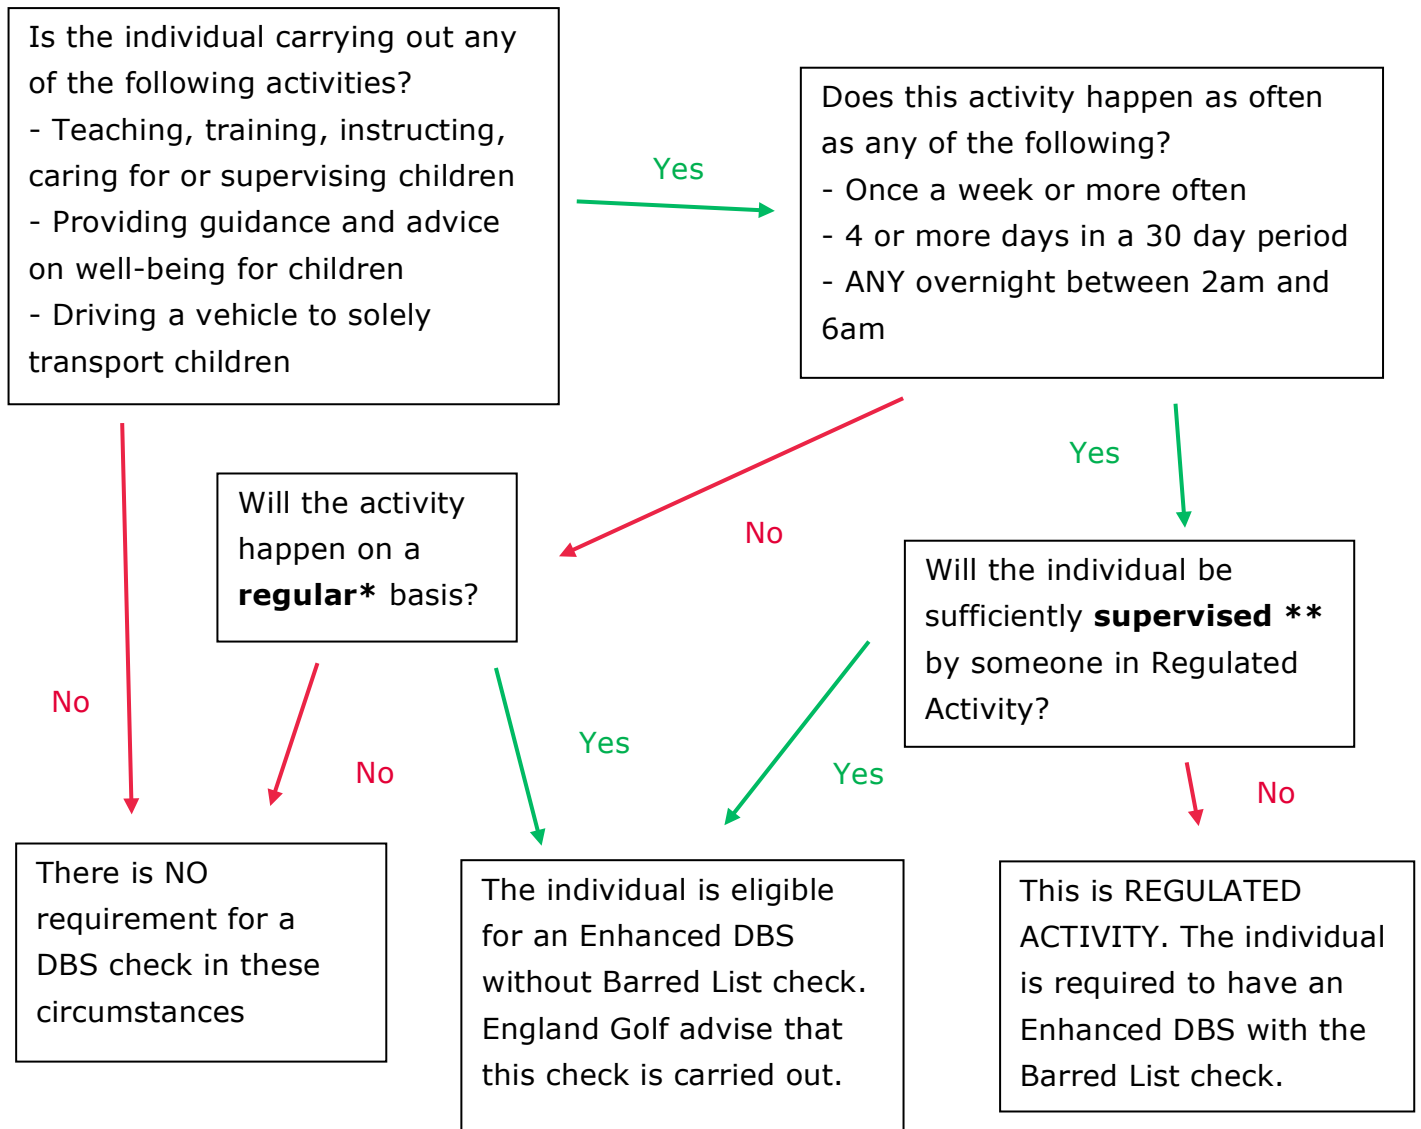 Is the individual carrying out any
of the following activities?
- Teaching, training, instructing,
caring for or supervising children
- Providing guidance and advice
on well-being for children
- Driving a vehicle to solely
transport children
Yes
Does this activity happen as often
as any of the following?
- Once a week or more often
- 4 or more days in a 30 day period
- ANY overnight between 2am and
6am
No
Will the activity
happen on a
regular* basis?
No
Yes
Will the individual be
sufficiently supervised **
by someone in Regulated
Activity?
No
Yes
Yes
No
There is NO
requirement for a
DBS check in these
circumstances
The individual is eligible
for an Enhanced DBS
without Barred List check.
England Golf advise that
this check is carried out.
This is REGULATED
ACTIVITY. The individual
is required to have an
Enhanced DBS with the
Barred List check.